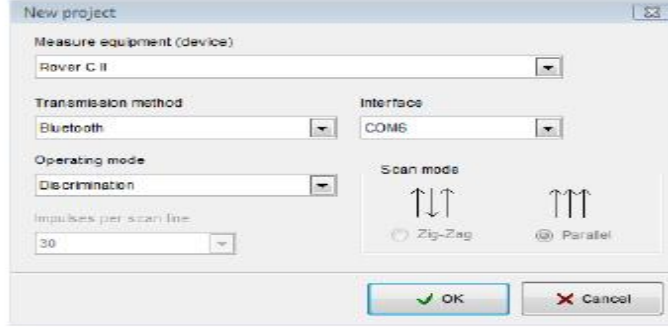 New project
Measure equipment (device)
Rover C II
Transmission method
Interface
Bluetooth
COM6
Operating mode
Discrimination
Scan mode
Impulses per scan line
30
Zig-Zag
Parallel
OK
Cancel